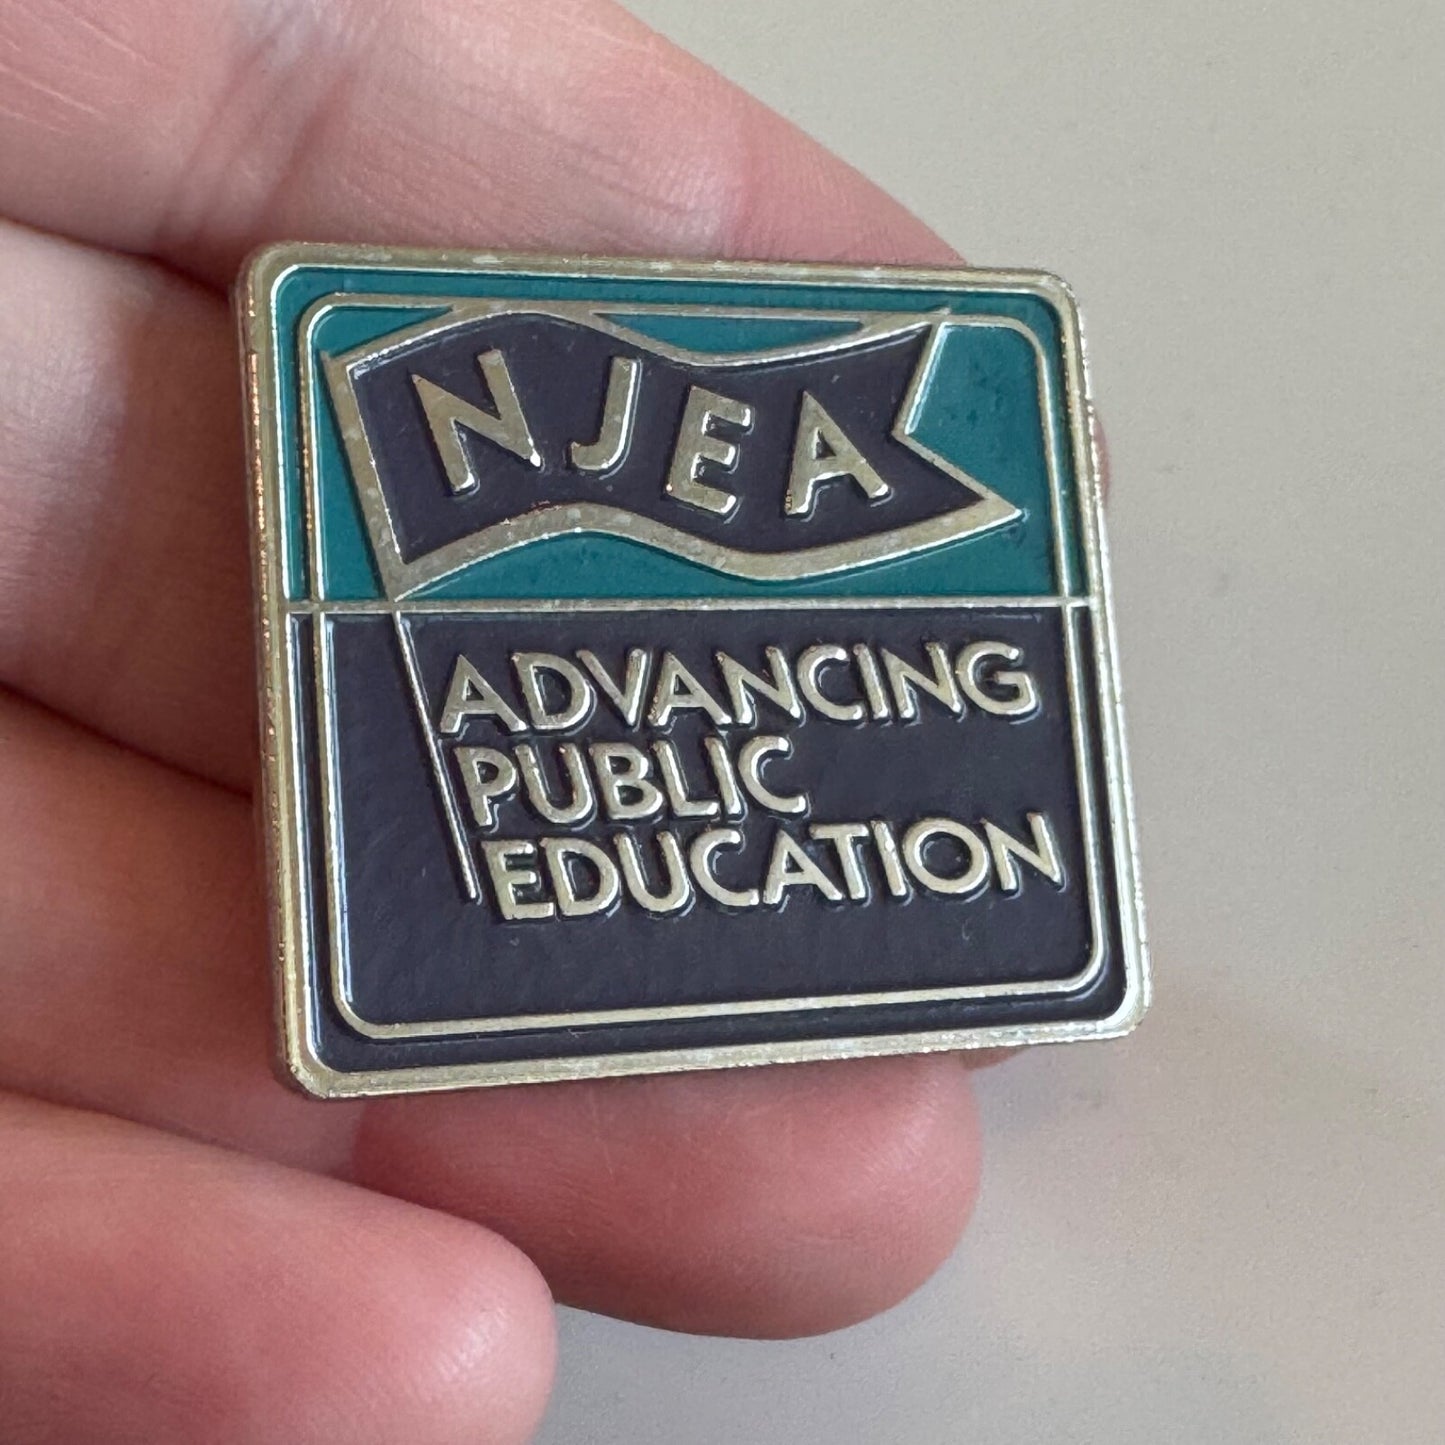 NJEA
ADVANCING
PUBLIC
EDUCATION